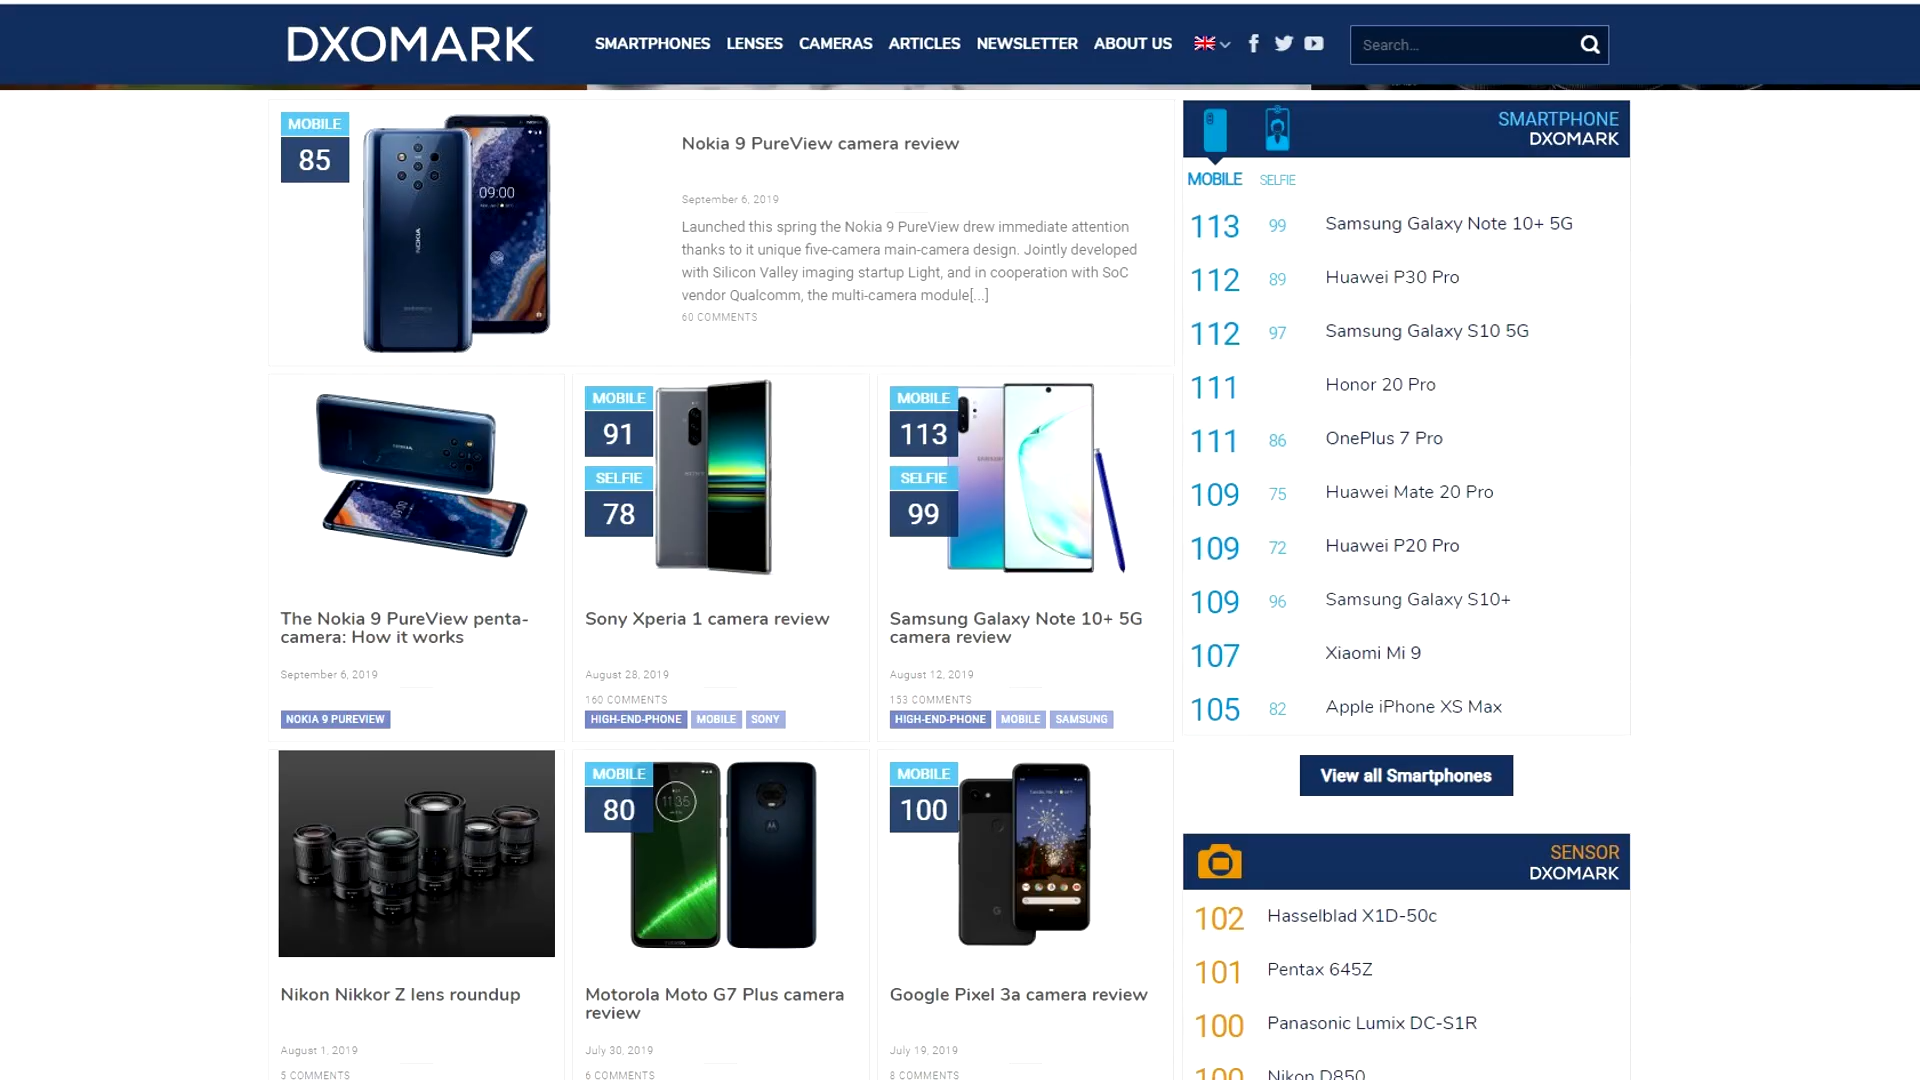 DXOMARK
SMARTPHONES LENSES CAMERAS ARTICLES NEWSLETTER ABOUT US
Search...
MOBILE
85
NOKIA
09:00
Nokia 9 PureView camera review
September 6, 2019
Launched this spring the Nokia 9 PureView drew immediate attention
thanks to it unique five-camera main-camera design. Jointly developed
with Silicon Valley imaging startup Light, and in cooperation with SoC
vendor Qualcomm, the multi-camera module[...]
60 COMMENTS
The Nokia 9 PureView penta-
camera: How it works
September 6, 2019
NOKIA 9 PUREVIEW
MOBILE
91
SELFIE
78
Sony Xperia 1 camera review
August 28, 2019
160 COMMENTS
HIGH-END-PHONE MOBILE SONY
MOBILE
113
SELFIE
99
Samsung Galaxy Note 10+ 5G
camera review
August 12, 2019
153 COMMENTS
HIGH-END-PHONE MOBILE SAMSUNG
Nikon Nikkor Z lens roundup
August 1, 2019
5 COMMENTS
MOBILE
80
11:35
Motorola Moto G7 Plus camera
review
July 30, 2019
6 COMMENTS
MOBILE
100
Google Pixel 3a camera review
July 19, 2019
8 COMMENTS
SMARTPHONE
DXOMARK
MOBILE SELFIE
113 99 Samsung Galaxy Note 10+ 5G
112 89 Huawei P30 Pro
112 97 Samsung Galaxy S10 5G
111 Honor 20 Pro
111 86 OnePlus 7 Pro
109 75 Huawei Mate 20 Pro
109 72 Huawei P20 Pro
109 96 Samsung Galaxy S10+
107 Xiaomi Mi 9
105 82 Apple iPhone XS Max
View all Smartphones
SENSOR
DXOMARK
102 Hasselblad X1D-50c
101 Pentax 645Z
100 Panasonic Lumix DC-S1R
100 Nikon D850